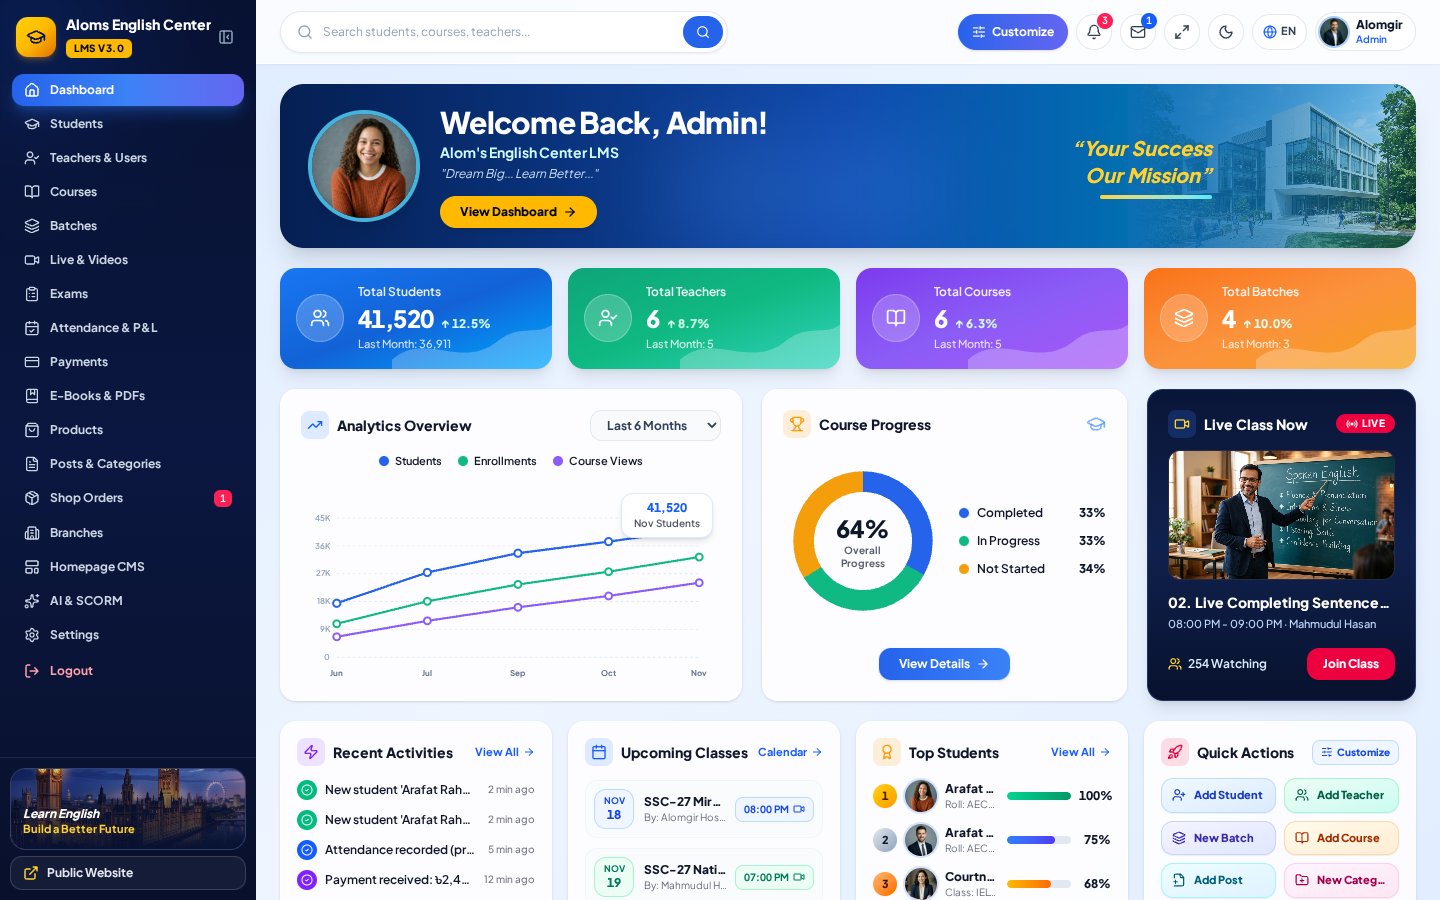 Aloms English Center
LMS V3.0
Dashboard
Students
Teachers & Users
Courses
Batches
Live & Videos
Exams
Attendance & P&L
Payments
E-Books & PDFs
Products
Posts & Categories
Shop Orders
1
Branches
Homepage CMS
AI & SCORM
Settings
Logout
Learn English
Build a Better Future
Public Website
Search students, courses, teachers...
Customize
3
1
EN
Alomgir
Admin
Welcome Back, Admin!
Alom's English Center LMS
"Dream Big... Learn Better..."
View Dashboard
“Your Success
Our Mission”
Total Students
41,520 ↑ 12.5%
Last Month: 36,911
Total Teachers
6 ↑ 8.7%
Last Month: 5
Total Courses
6 ↑ 6.3%
Last Month: 5
Total Batches
4 ↑ 10.0%
Last Month: 3
Analytics Overview
Last 6 Months
Students
Enrollments
Course Views
41,520
Nov Students
45K
36K
27K
18K
9K
0
Jun
Jul
Sep
Oct
Nov
Course Progress
64%
Overall
Progress
Completed 33%
In Progress 33%
Not Started 34%
View Details
Live Class Now
LIVE
Spoken English
02. Live Completing Sentence...
08:00 PM - 09:00 PM · Mahmudul Hasan
254 Watching
Join Class
Recent Activities
View All
New student 'Arafat Rah... 2 min ago
New student 'Arafat Rah... 2 min ago
Attendance recorded (pr... 5 min ago
Payment received: ৳2,4... 12 min ago
Upcoming Classes
Calendar
NOV
18
SSC-27 Mir...
By: Alomgir Hos...
08:00 PM
NOV
19
SSC-27 Nati...
By: Mahmudul H...
07:00 PM
Top Students
View All
1
Arafat ...
Roll: AEC...
100%
2
Arafat ...
Roll: AEC...
75%
3
Courtn...
Class: IEL...
68%
Quick Actions
Customize
Add Student
Add Teacher
New Batch
Add Course
Add Post
New Categ...